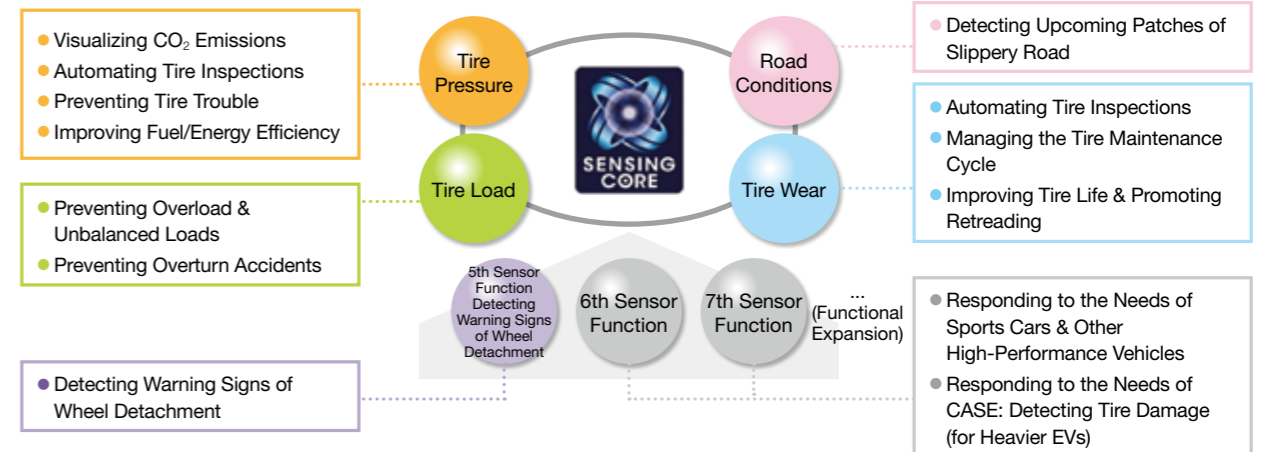 Visualizing CO₂ Emissions
Automating Tire Inspections
Preventing Tire Trouble
Improving Fuel/Energy Efficiency
Tire
Pressure
SENSING
CORE
Road
Conditions
Detecting Upcoming Patches of
Slippery Road
Preventing Overload &
Unbalanced Loads
Preventing Overturn Accidents
Tire Load
Tire Wear
Automating Tire Inspections
Managing the Tire Maintenance
Cycle
Improving Tire Life & Promoting
Retreading
Detecting Warning Signs of
Wheel Detachment
5th Sensor
Function
Detecting
Warning Signs
of Wheel
Detachment
6th Sensor
Function
7th Sensor
Function
...
(Functional
Expansion)
Responding to the Needs of
Sports Cars & Other
High-Performance Vehicles
Responding to the Needs of
CASE: Detecting Tire Damage
(for Heavier EVs)